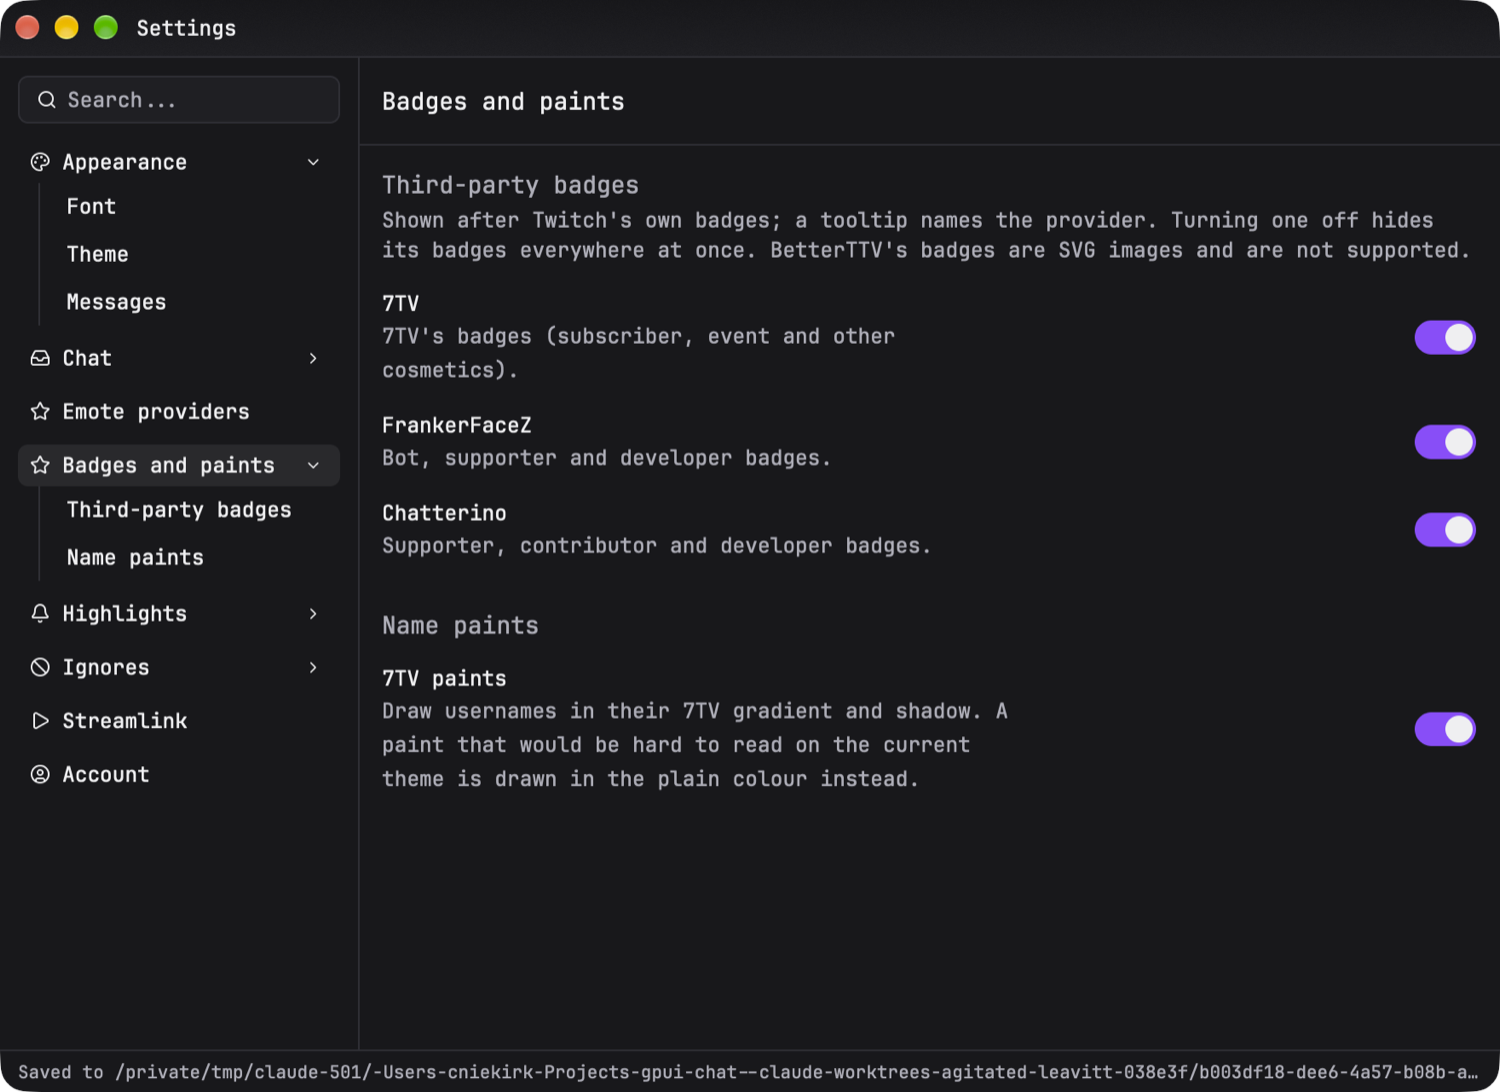 Settings
Search...
Appearance
Font
Theme
Messages
Chat
Emote providers
Badges and paints
Third-party badges
Name paints
Highlights
Ignores
Streamlink
Account
Badges and paints
Third-party badges
Shown after Twitch's own badges; a tooltip names the provider. Turning one off hides
its badges everywhere at once. BetterTTV's badges are SVG images and are not supported.
7TV
7TV's badges (subscriber, event and other
cosmetics).
FrankerFaceZ
Bot, supporter and developer badges.
Chatterino
Supporter, contributor and developer badges.
Name paints
7TV paints
Draw usernames in their 7TV gradient and shadow. A
paint that would be hard to read on the current
theme is drawn in the plain colour instead.
Saved to /private/tmp/claude-501/-Users-cniekirk-Projects-gpui-chat--claude-worktrees-agitated-leavitt-038e3f/b003df18-dee6-4a57-b08b-a…